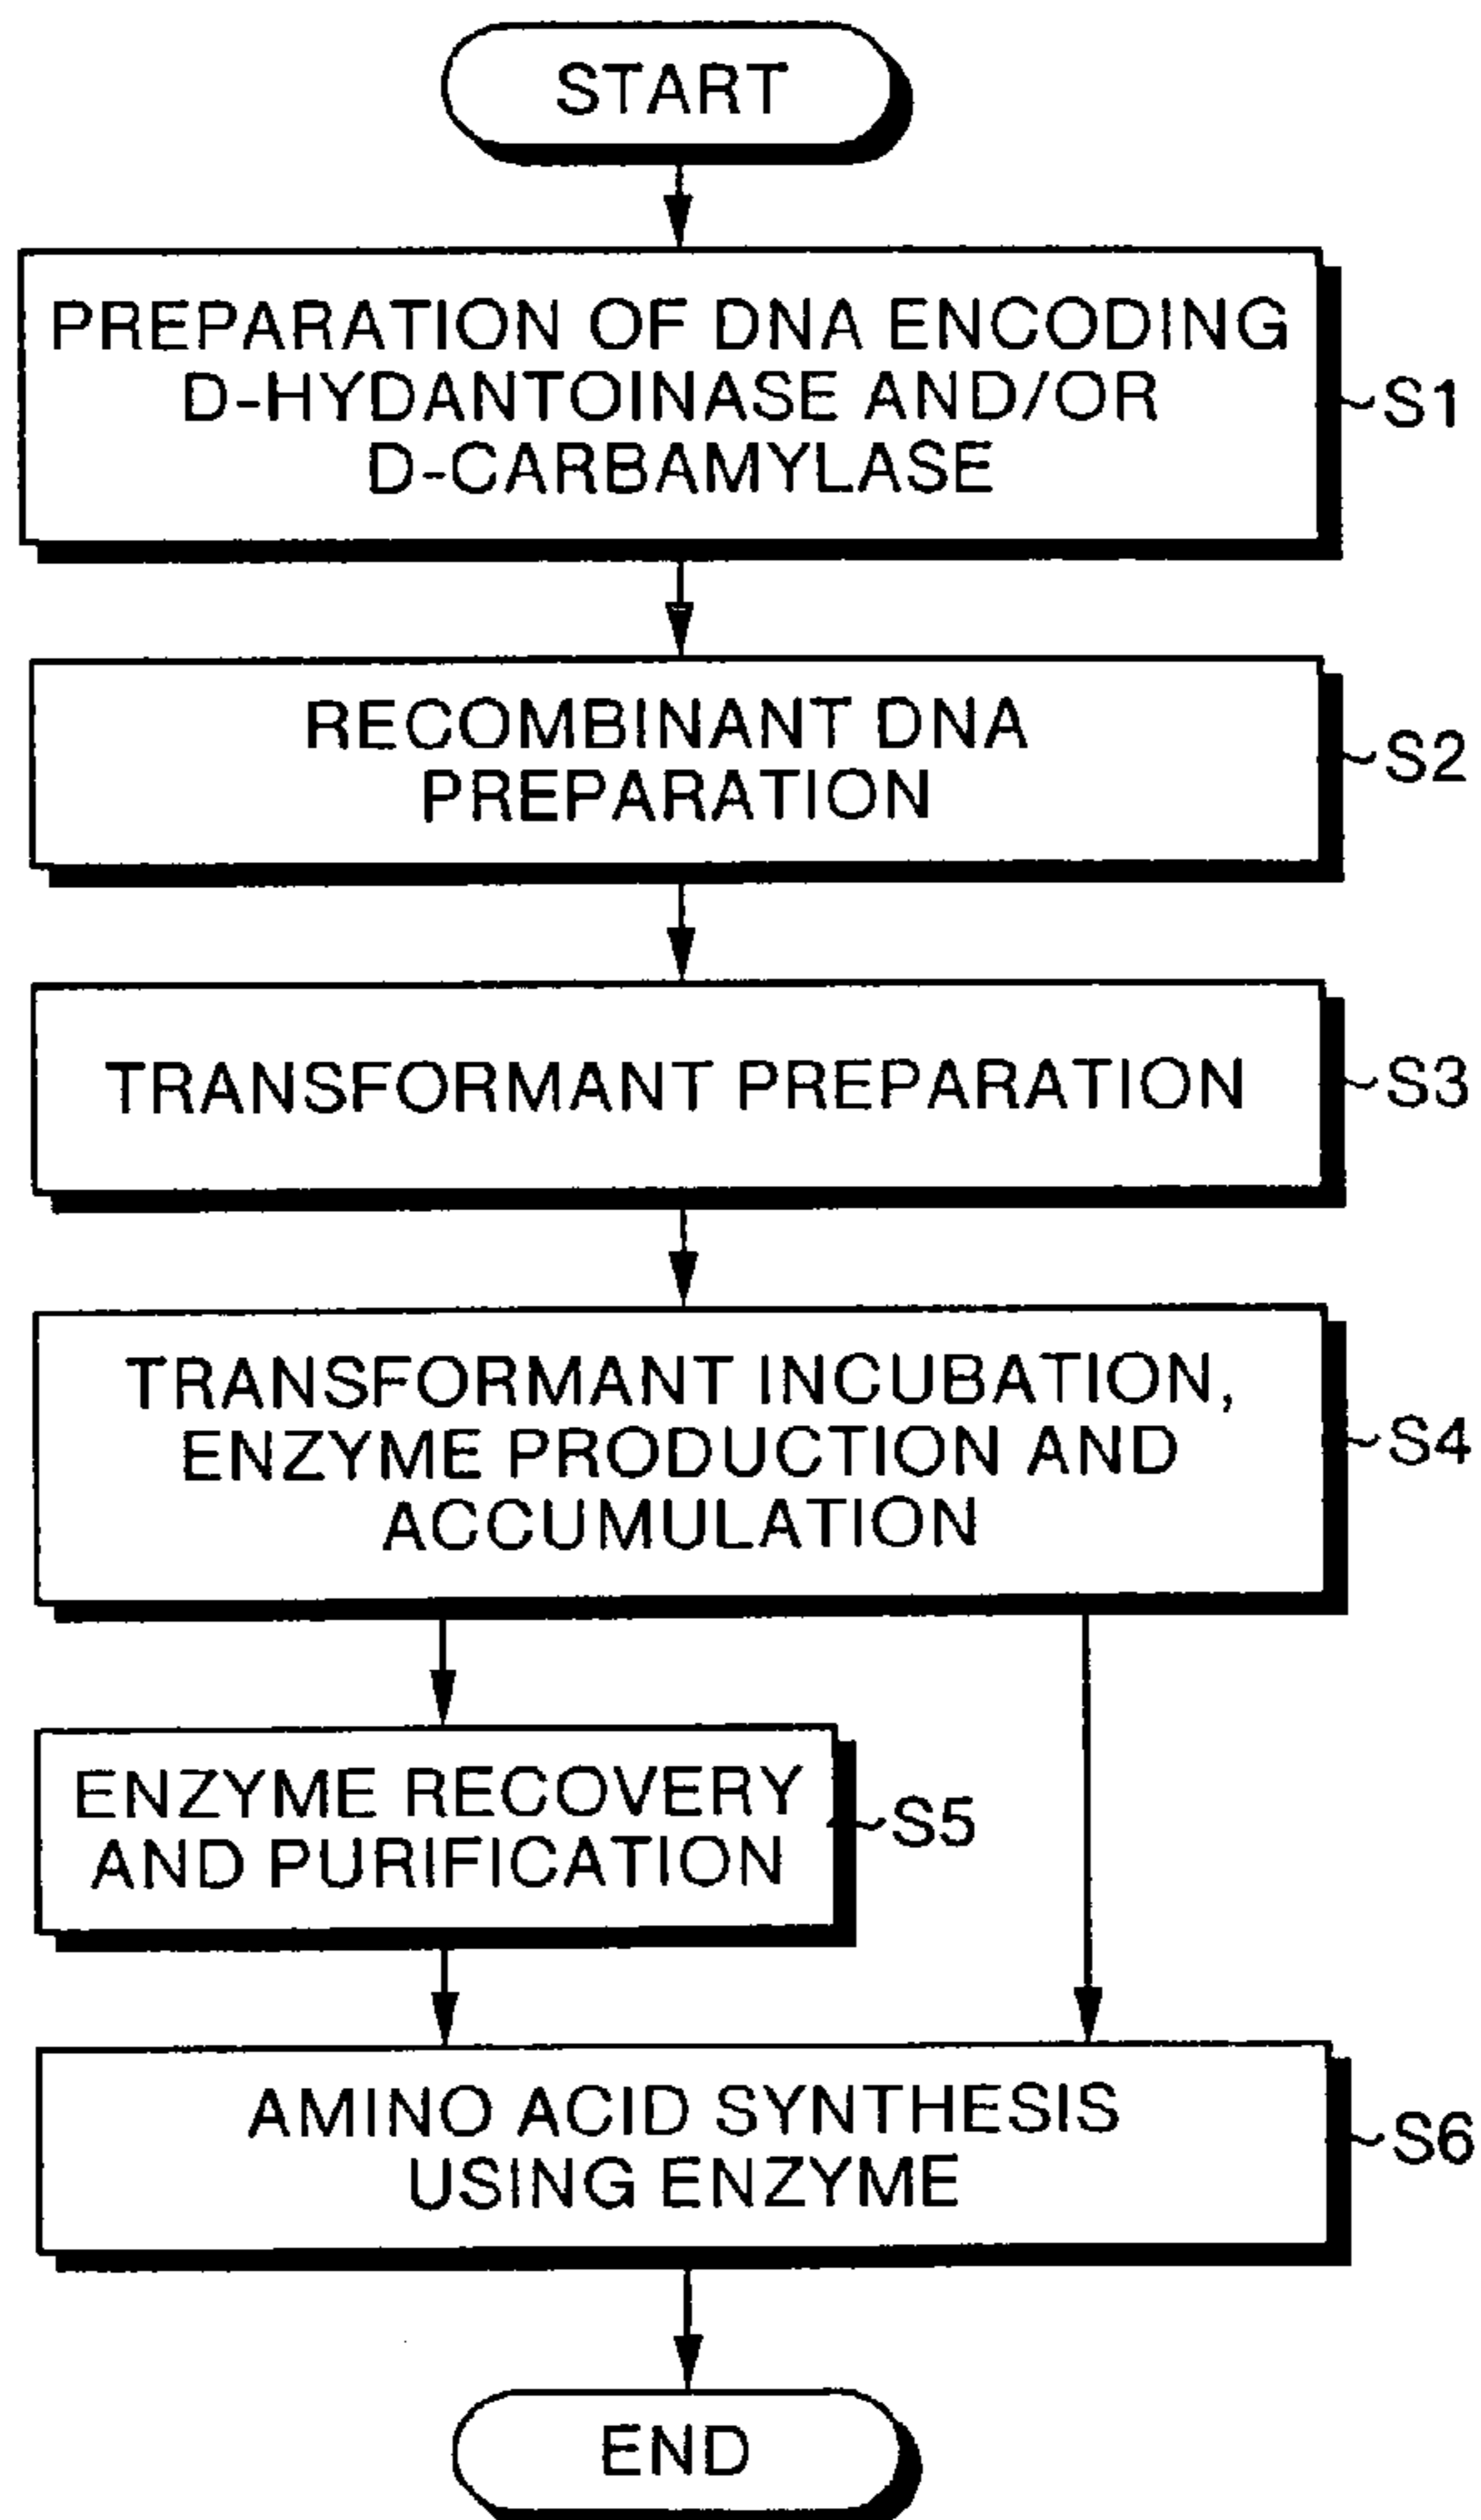 START
PREPARATION OF DNA ENCODING
D-HYDANTOINASE AND/OR
D-CARBAMYLASE
S1
RECOMBINANT DNA
PREPARATION
S2
TRANSFORMANT PREPARATION
S3
TRANSFORMANT INCUBATION,
ENZYME PRODUCTION AND
ACCUMULATION
S4
ENZYME RECOVERY
AND PURIFICATION
S5
AMINO ACID SYNTHESIS
USING ENZYME
S6
END